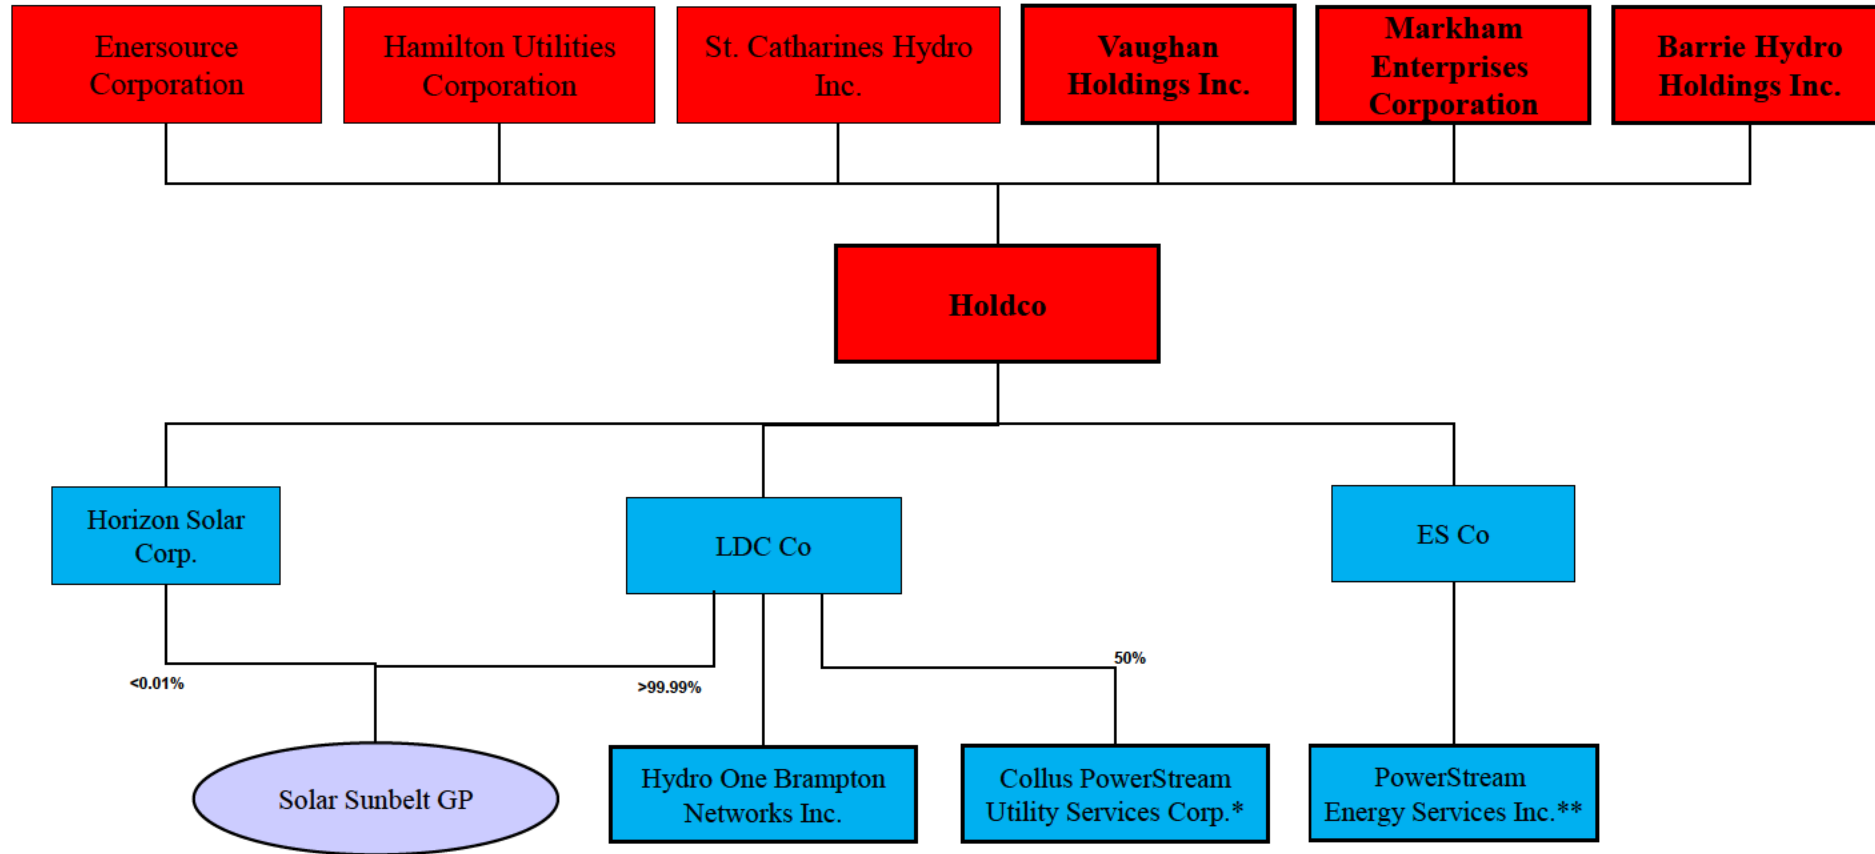 Enersource
Corporation
Hamilton Utilities
Corporation
St. Catharines Hydro
Inc.
Vaughan
Holdings Inc.
Markham
Enterprises
Corporation
Barrie Hydro
Holdings Inc.
Holdco
Horizon Solar
Corp.
LDC Co
ES Co
<0.01%
>99.99%
50%
Solar Sunbelt GP
Hydro One Brampton
Networks Inc.
Collus PowerStream
Utility Services Corp.*
PowerStream
Energy Services Inc.**